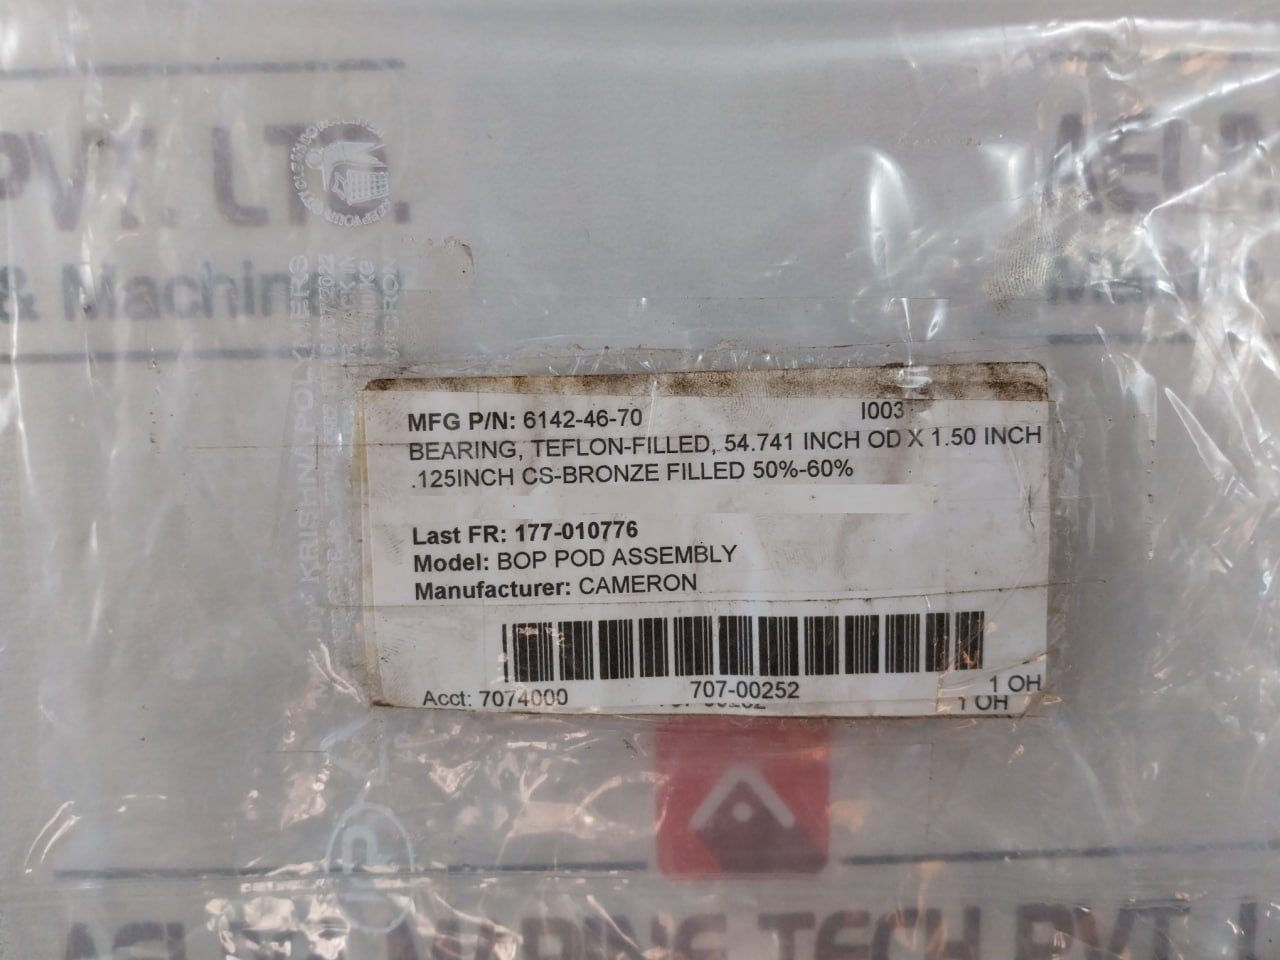 PVT. LTD.
& Machinery
MFG P/N: 6142-46-70 I003
BEARING, TEFLON-FILLED, 54.741 INCH OD X 1.50 INCH
.125INCH CS-BRONZE FILLED 50%-60%
Last FR: 177-010776
Model: BOP POD ASSEMBLY
Manufacturer: CAMERON
Acct: 7074000 707-00252 1 OH
1 OH
MARINE TECH PVT. L